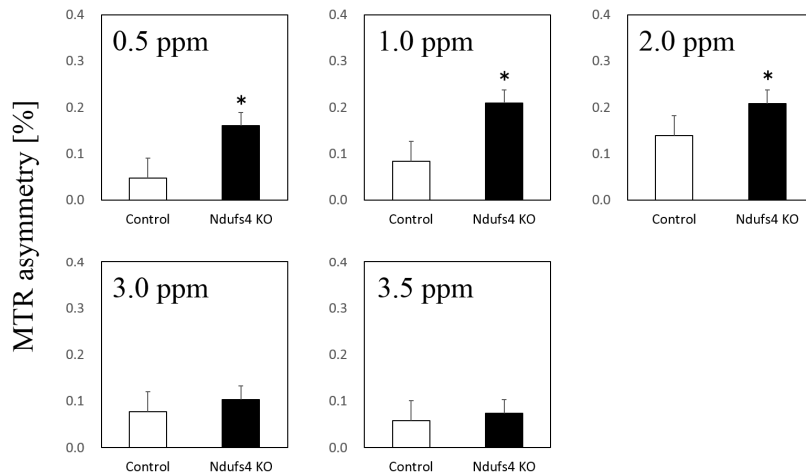 MTR asymmetry [%]
0.5 ppm
0.4
0.3
0.2
0.1
0.0
*
Control
Ndufs4 KO
1.0 ppm
0.4
0.3
0.2
0.1
0.0
*
Control
Ndufs4 KO
2.0 ppm
0.4
0.3
0.2
0.1
0.0
*
Control
Ndufs4 KO
3.0 ppm
0.4
0.3
0.2
0.1
0.0
Control
Ndufs4 KO
3.5 ppm
0.4
0.3
0.2
0.1
0.0
Control
Ndufs4 KO